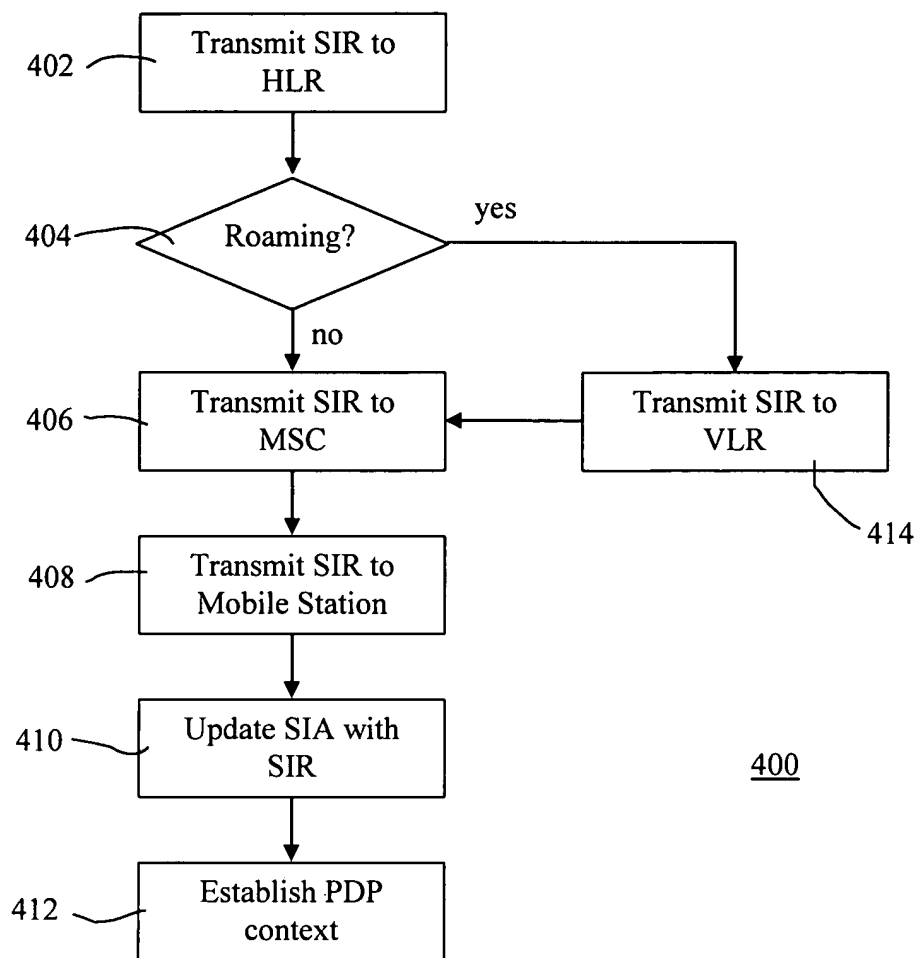 402
Transmit SIR to
HLR
404
Roaming?
yes
no
406
Transmit SIR to
MSC
Transmit SIR to
VLR
414
408
Transmit SIR to
Mobile Station
410
Update SIA with
SIR
400
412
Establish PDP
context